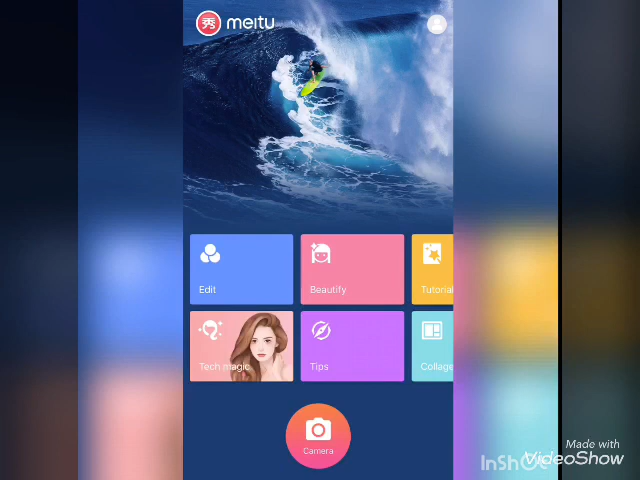 秀 meitu
Edit
Beautify
Tutorial
Tech magic
Tips
Collage
Camera
Made with
InShOt
VideoShow